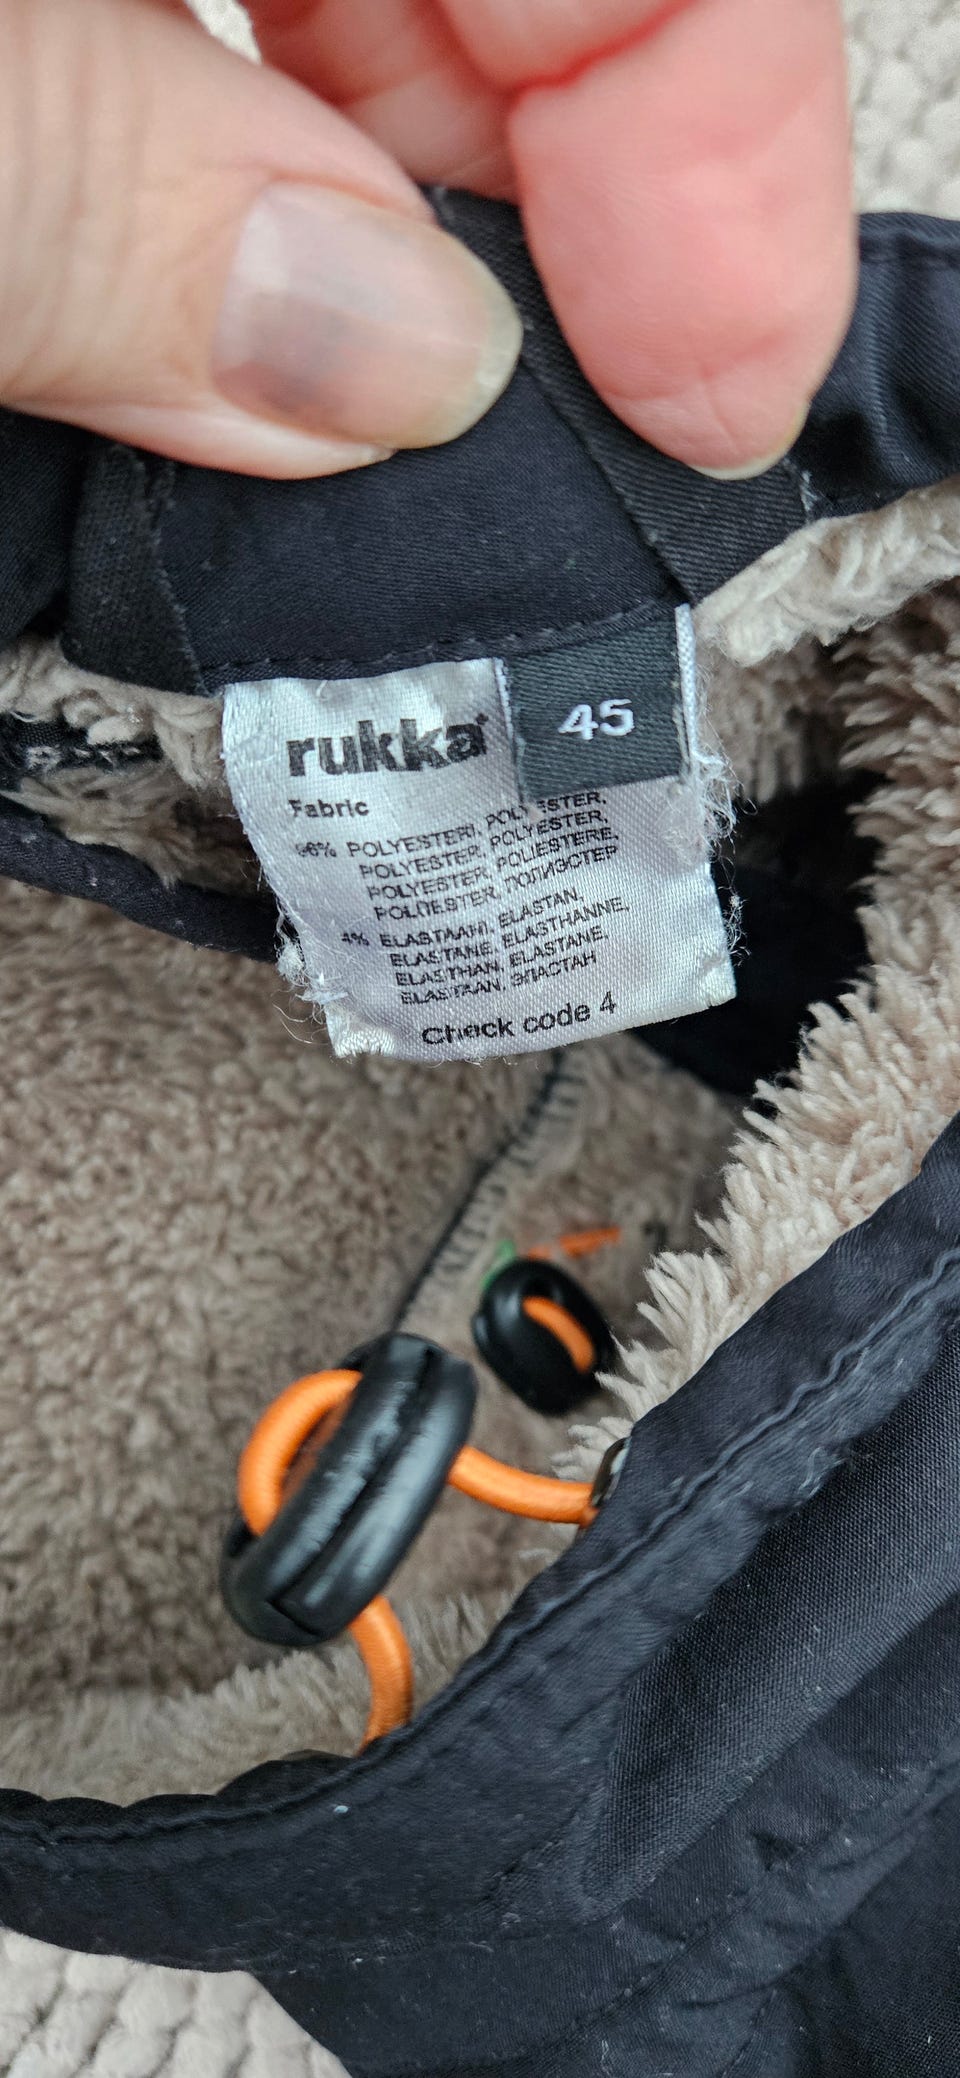 rukka
45
Fabric
96% POLYESTERI, POLYESTER,
POLYESTER, POLYESTER,
POLYESTER, POLIESTERE,
POLIIESTER, ПОЛИЭСТЕР
4% ELASTAANI, ELASTAN,
ELASTANE, ELASTHANNE,
ELASTHAN, ELASTANE,
ELASTAAN, ЭЛАСТАН
Check code 4